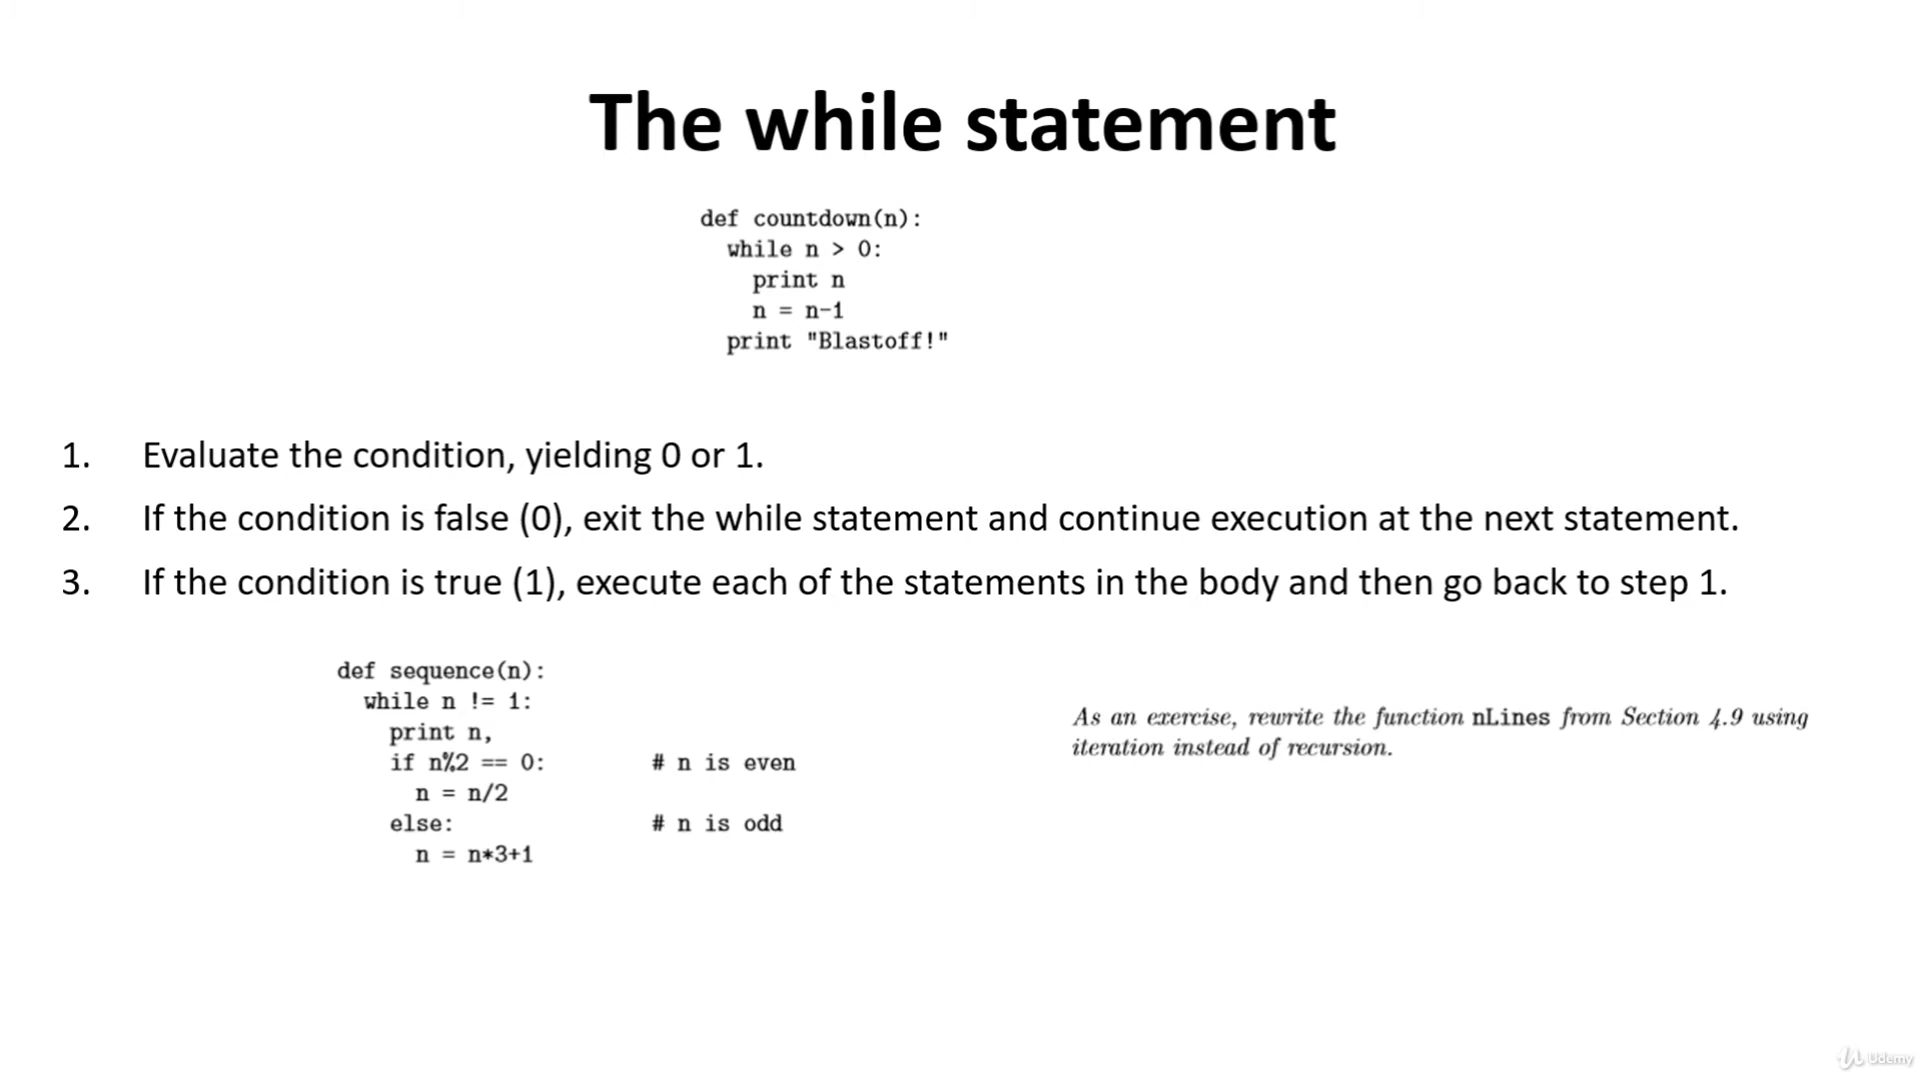 The while statement
def countdown(n):
  while n > 0:
    print n
    n = n-1
  print "Blastoff!"
1. Evaluate the condition, yielding 0 or 1.
2. If the condition is false (0), exit the while statement and continue execution at the next statement.
3. If the condition is true (1), execute each of the statements in the body and then go back to step 1.
def sequence(n):
  while n != 1:
    print n,
    if n%2 == 0:        # n is even
      n = n/2
    else:               # n is odd
      n = n*3+1
As an exercise, rewrite the function nLines from Section 4.9 using
iteration instead of recursion.
Udemy